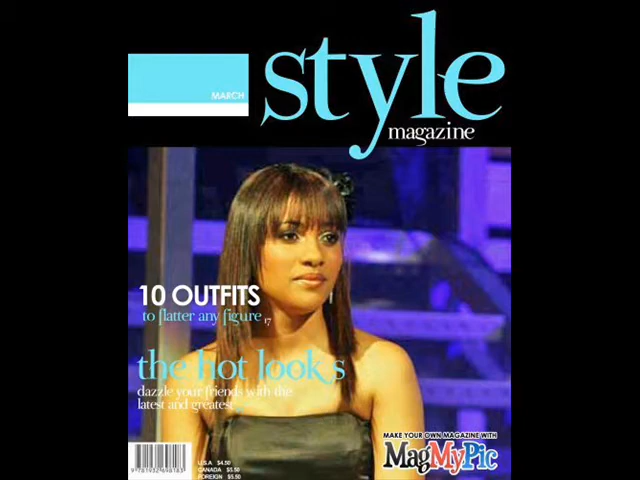 MARCH
style
magazine
10 OUTFITS
to flatter any figure 17
the hot looks
dazzle your friends with the
latest and greatest
MAKE YOUR OWN MAGAZINE WITH
MagMyPic
U.S.A $4.50
CANADA $5.50
FOREIGN $5.50